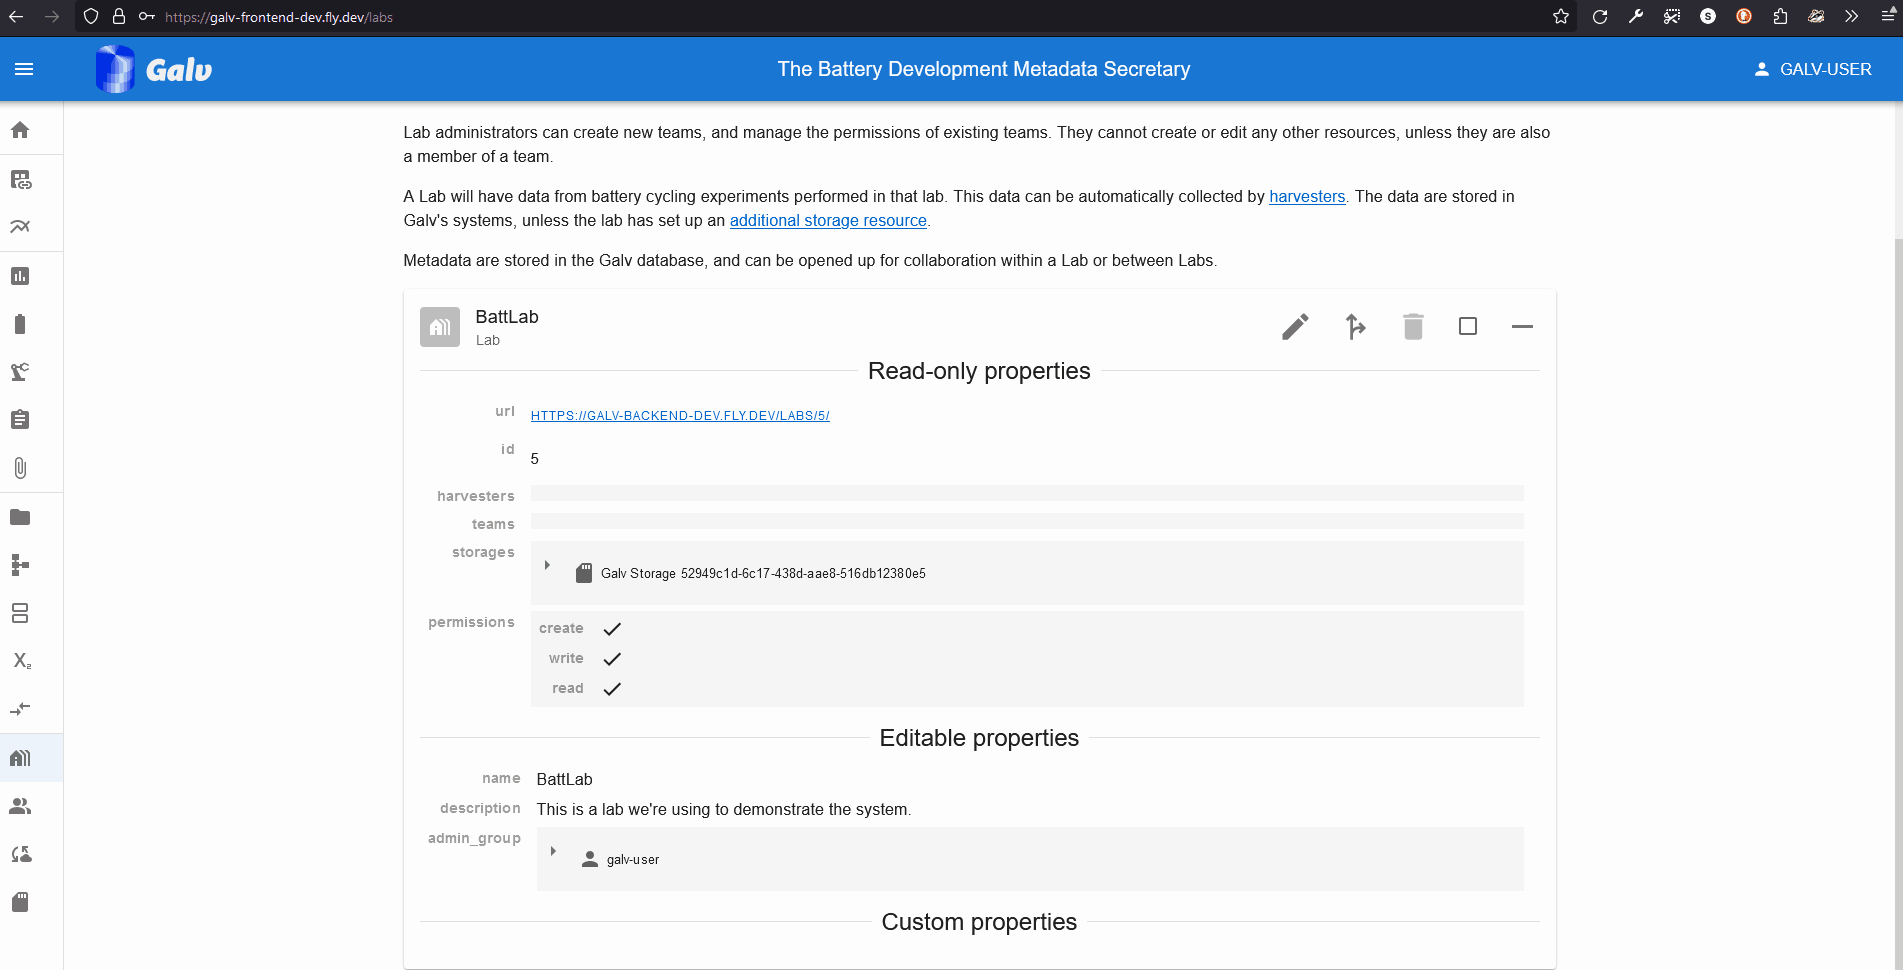 https://galv-frontend-dev.fly.dev/labs
Galv
The Battery Development Metadata Secretary
GALV-USER
Lab administrators can create new teams, and manage the permissions of existing teams. They cannot create or edit any other resources, unless they are also
a member of a team.
A Lab will have data from battery cycling experiments performed in that lab. This data can be automatically collected by harvesters. The data are stored in
Galv's systems, unless the lab has set up an additional storage resource.
Metadata are stored in the Galv database, and can be opened up for collaboration within a Lab or between Labs.
BattLab
Lab
Read-only properties
url HTTPS://GALV-BACKEND-DEV.FLY.DEV/LABS/5/
id 5
harvesters
teams
storages Galv Storage 52949c1d-6c17-438d-aae8-516db12380e5
permissions create
write
read
X₂
Editable properties
name BattLab
description This is a lab we're using to demonstrate the system.
admin_group galv-user
Custom properties